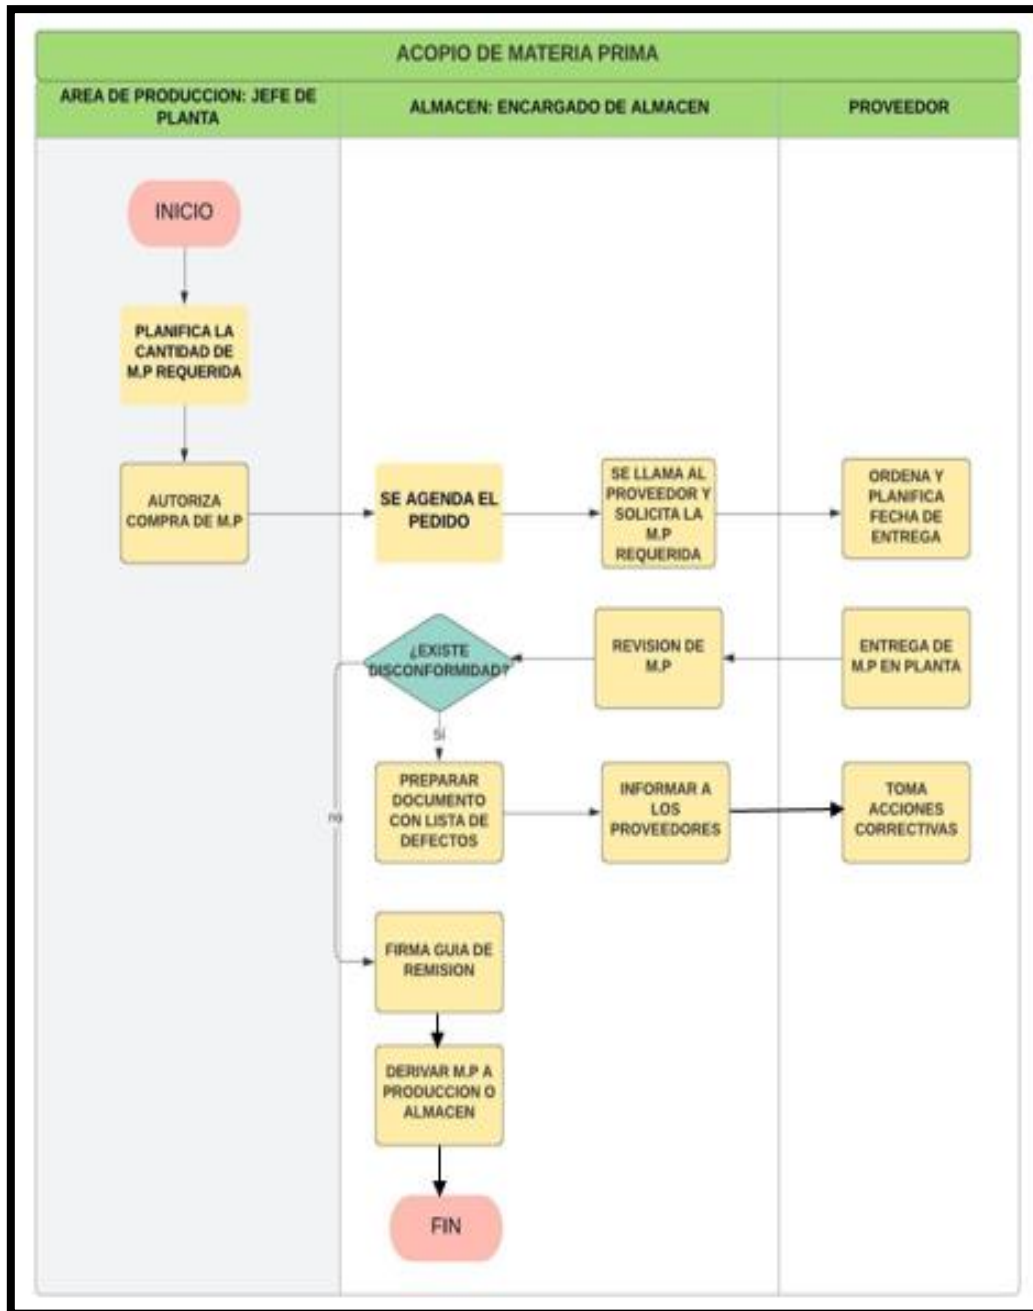 ACOPIO DE MATERIA PRIMA
AREA DE PRODUCCION: JEFE DE
PLANTA
ALMACEN: ENCARGADO DE ALMACEN
PROVEEDOR
INICIO
PLANIFICA LA
CANTIDAD DE
M.P REQUERIDA
AUTORIZA
COMPRA DE M.P
SE AGENDA EL
PEDIDO
SE LLAMA AL
PROVEEDOR Y
SOLICITA LA
M.P
REQUERIDA
ORDENA Y
PLANIFICA
FECHA DE
ENTREGA
ENTREGA DE
M.P EN PLANTA
REVISION DE
M.P
¿EXISTE
DISCONFORMIDAD?
SÍ
no
PREPARAR
DOCUMENTO
CON LISTA DE
DEFECTOS
INFORMAR A
LOS
PROVEEDORES
TOMA
ACCIONES
CORRECTIVAS
FIRMA GUIA DE
REMISION
DERIVAR M.P A
PRODUCCION O
ALMACEN
FIN